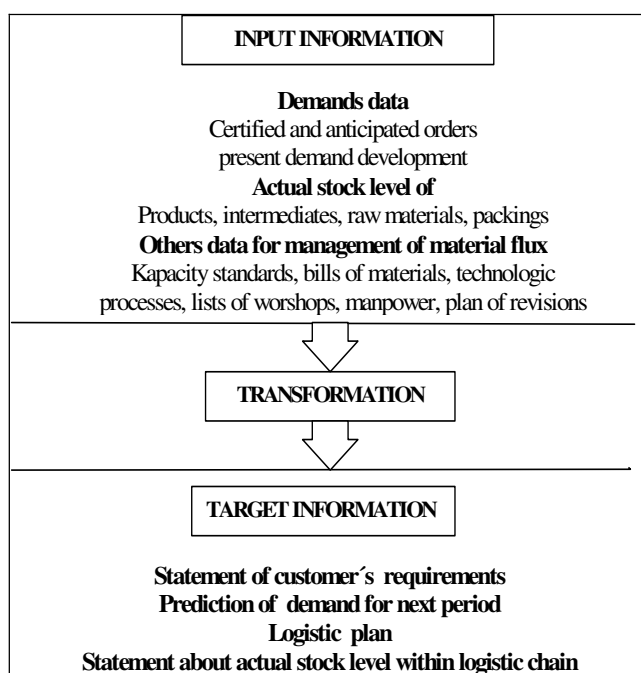 INPUT INFORMATION
Demands data
Certified and anticipated orders
present demand development
Actual stock level of
Products, intermediates, raw materials, packings
Others data for management of material flux
Kapacity standards, bills of materials, technologic
processes, lists of worshops, manpower, plan of revisions
TRANSFORMATION
TARGET INFORMATION
Statement of customer´s requirements
Prediction of demand for next period
Logistic plan
Statement about actual stock level within logistic chain